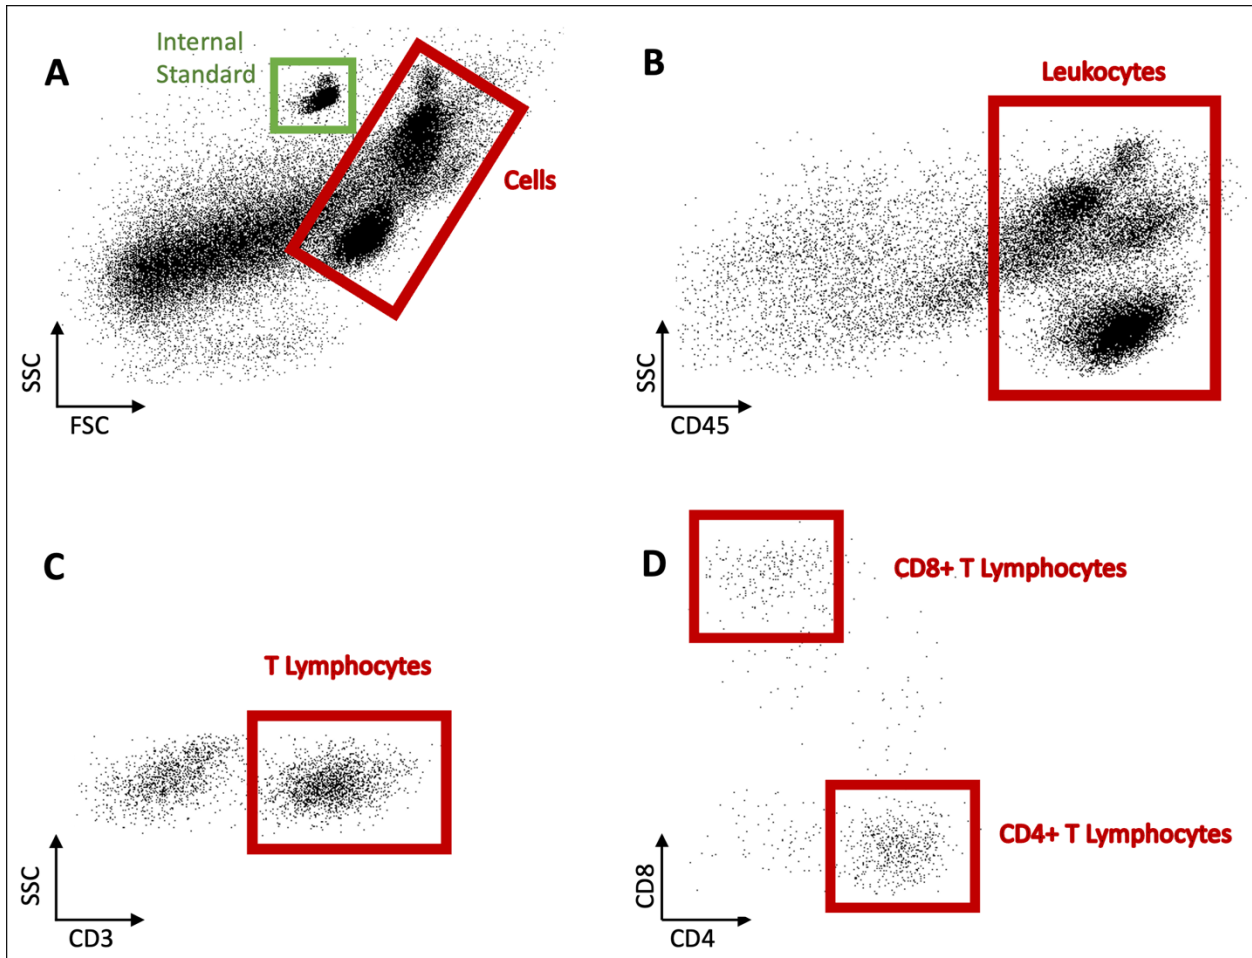 A
Internal
Standard
Cells
SSC
FSC
B
Leukocytes
SSC
CD45
C
T Lymphocytes
SSC
CD3
D
CD8+ T Lymphocytes
CD4+ T Lymphocytes
CD8
CD4